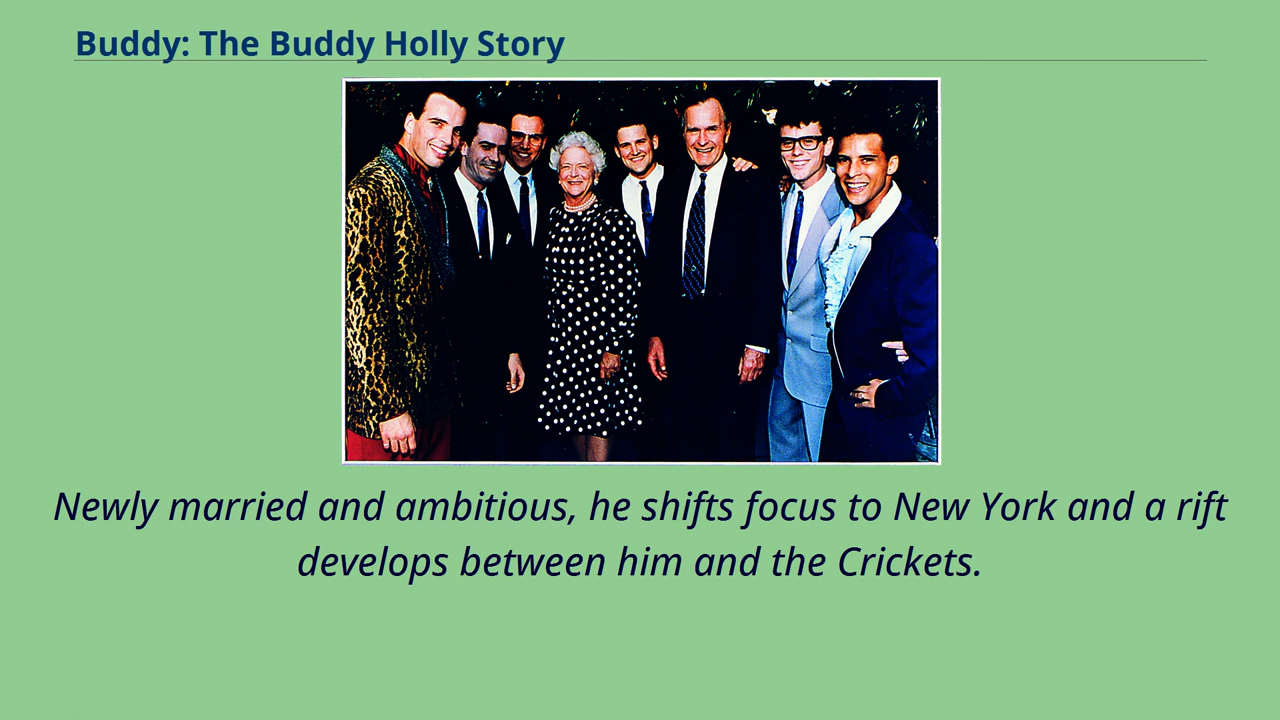 Buddy: The Buddy Holly Story
Newly married and ambitious, he shifts focus to New York and a rift
develops between him and the Crickets.